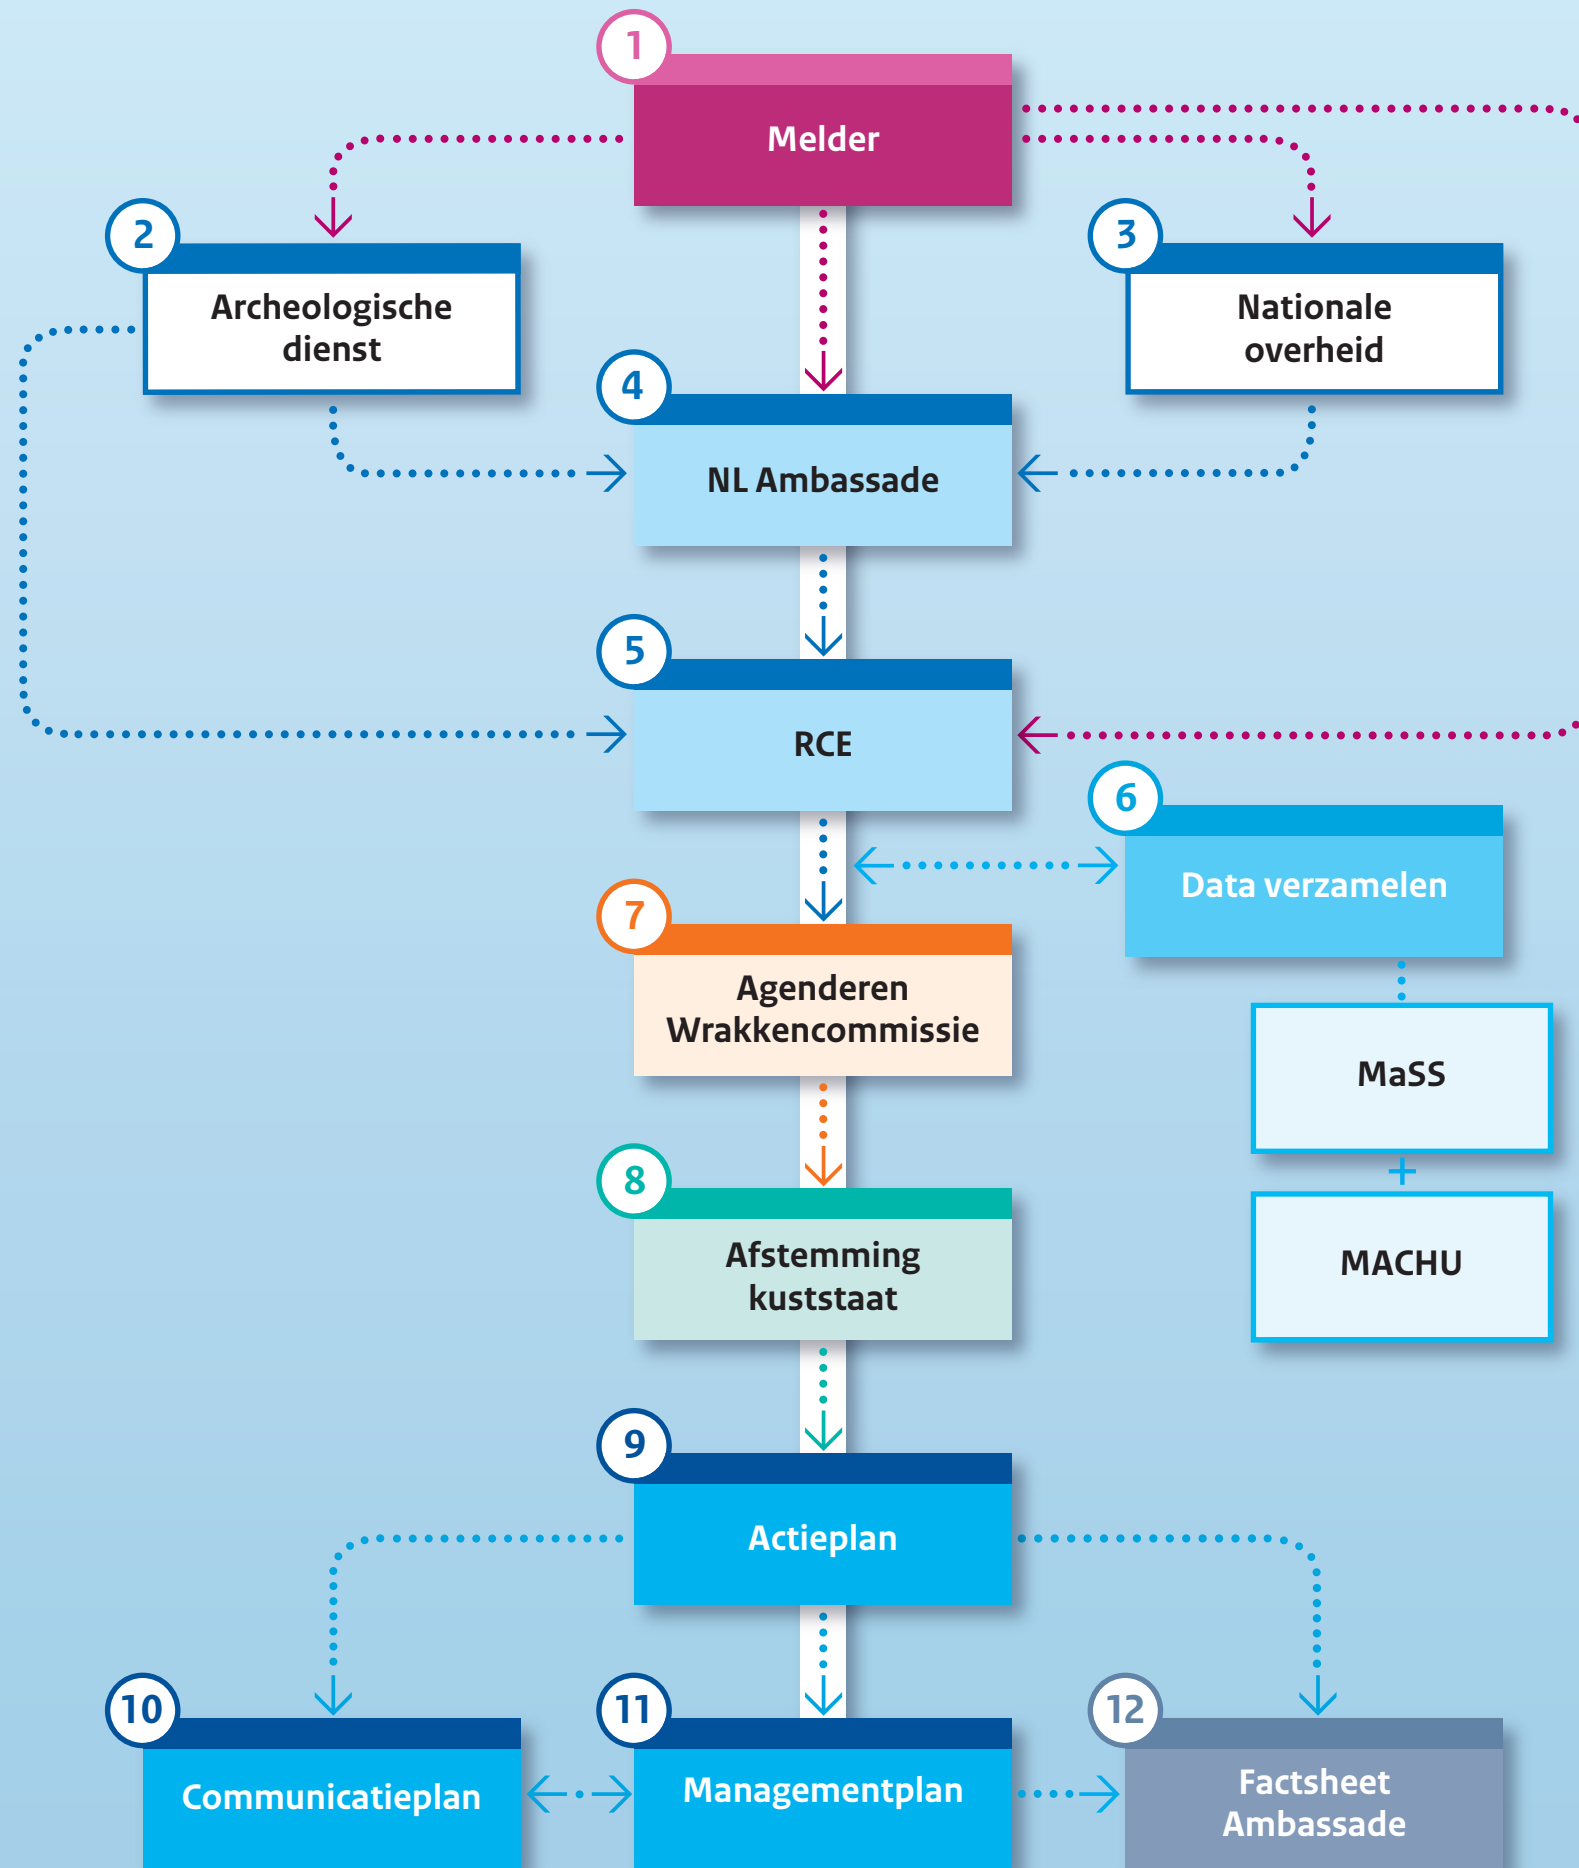 1
Melder
2
Archeologische
dienst
3
Nationale
overheid
4
NL Ambassade
5
RCE
6
Data verzamelen
MaSS
+
MACHU
7
Agenderen
Wrakkencommissie
8
Afstemming
kuststaat
9
Actieplan
10
Communicatieplan
11
Managementplan
12
Factsheet
Ambassade